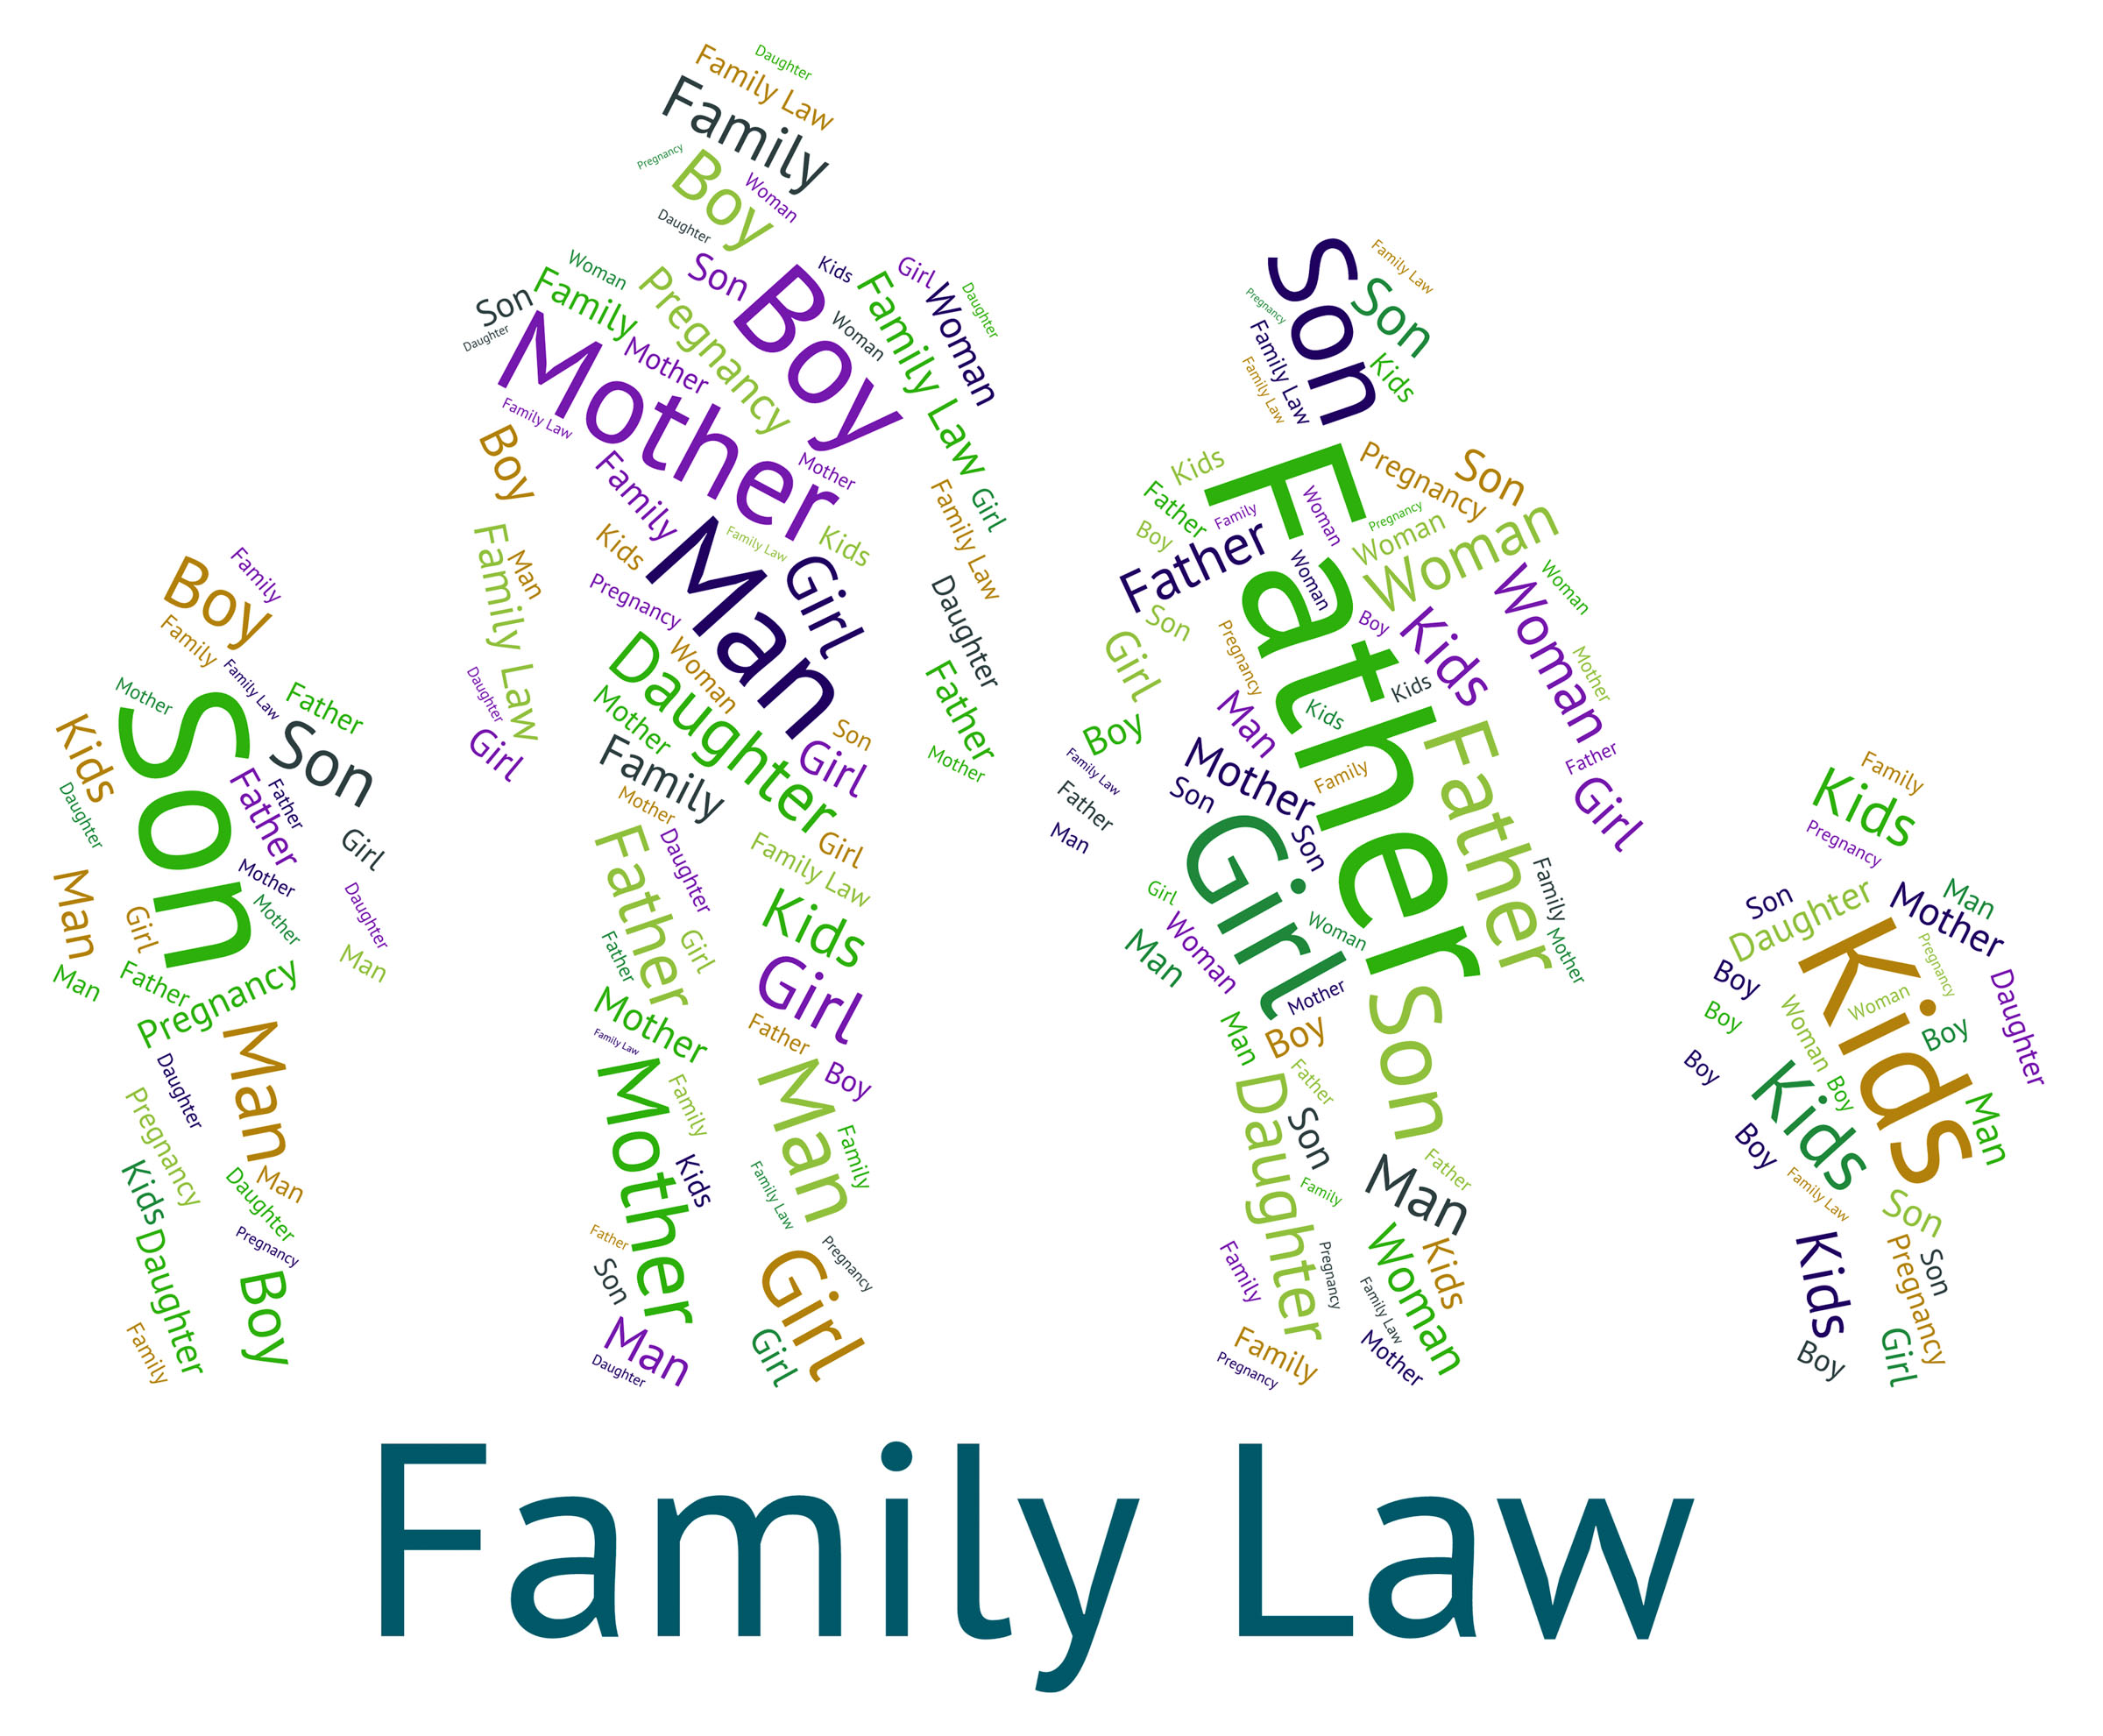 Daughter
Family Law
Family
Pregnancy
Boy
Woman
Daughter
Woman
Son
Kids
Girl
Family
Pregnancy
Boy
Family Law
Woman
Daughter
Son
Daughter
Mother
Mother
Woman
Family Law
Boy
Family
Mother
Family Law
Girl
Kids
Man
Family Law
Kids
Girl
Family Law
Man
Pregnancy
Daughter
Woman
Daughter
Father
Mother
Daughter
Girl
Mother
Family
Son
Girl
Mother
Father
Daughter
Family Law
Girl
Kids
Father
Girl
Girl
Mother
Father
Family Law
Mother
Family
Man
Boy
Kids
Family
Family Law
Father
Son
Pregnancy
Girl
Man
Girl
Daughter
Boy
Family
Family
Family Law
Mother
Father
Kids
Son
Son
Daughter
Father
Father
Girl
Man
Girl
Mother
Mother
Daughter
Man
Man
Father
Pregnancy
Man
Daughter
Pregnancy
Kids
Man
Daughter
Pregnancy
Daughter
Boy
Family
Son
Family Law
Pregnancy
Son
Family Law
Family Law
Kids
Kids
Father
Pregnancy
Son
Father
Boy
Family
Woman
Pregnancy
Woman
Woman
Father
Woman
Woman
Woman
Son
Pregnancy
Boy
Kids
Mother
Girl
Man
Kids
Kids
Boy
Family Law
Mother
Family
Father
Father
Girl
Father
Son
Man
Girl
Son
Family
Girl
Woman
Woman
Mother
Man
Mother
Man
Boy
Son
Father
Daughter
Son
Father
Family
Man
Family
Pregnancy
Woman
Kids
Family Law
Family
Mother
Pregnancy
Family
Kids
Pregnancy
Son
Daughter
Mother
Man
Kids
Pregnancy
Boy
Woman
Woman
Boy
Boy
Daughter
Boy
Kids
Boy
Man
Boy
Family Law
Son
Kids
Pregnancy
Son
Boy
Girl
Family Law